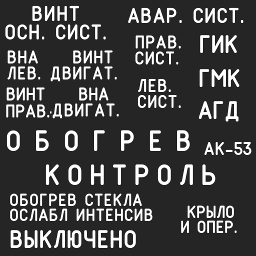 ВИНТ
ОСН. СИСТ.
АВАР. СИСТ.
ВНА ВИНТ
ЛЕВ. ДВИГАТ.
ПРАВ.
СИСТ.
ГИК
ВИНТ ВНА
ПРАВ. ДВИГАТ.
ЛЕВ.
СИСТ.
ГМК
АГД
ОБОГРЕВ АК-53
КОНТРОЛЬ
ОБОГРЕВ СТЕКЛА
ОСЛАБЛ ИНТЕНСИВ
КРЫЛО
И ОПЕР.
ВЫКЛЮЧЕНО